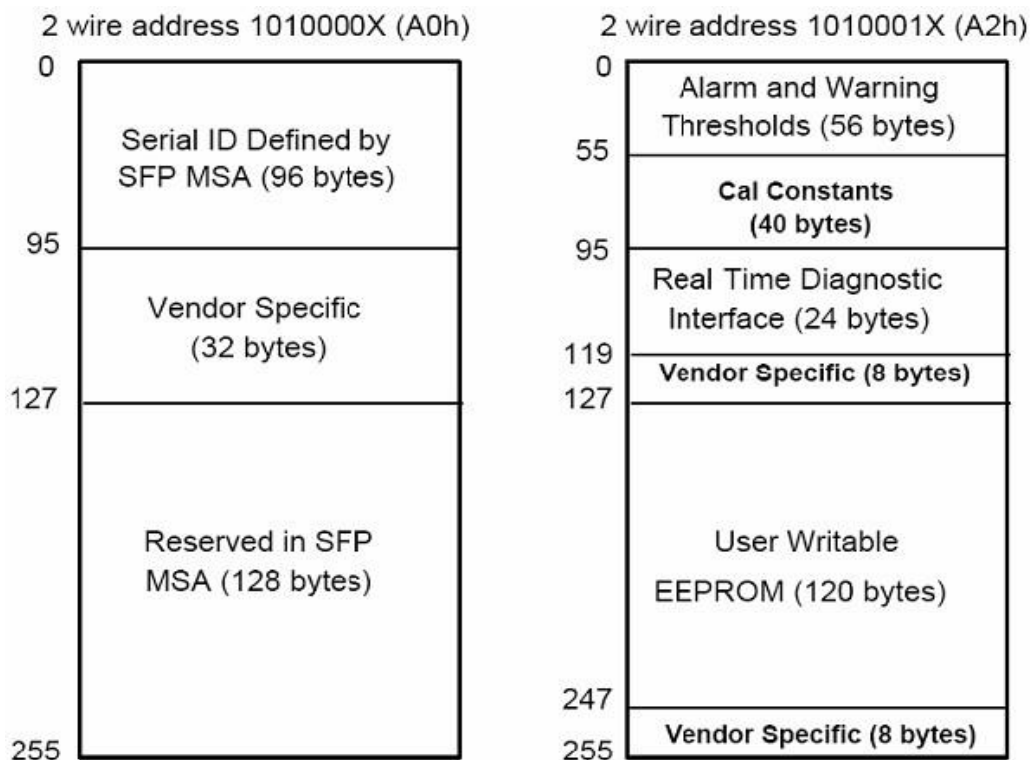 2 wire address 1010000X (A0h)
0
Serial ID Defined by
SFP MSA (96 bytes)
95
Vendor Specific
(32 bytes)
127
Reserved in SFP
MSA (128 bytes)
255
2 wire address 1010001X (A2h)
0
Alarm and Warning
Thresholds (56 bytes)
55
Cal Constants
(40 bytes)
95
Real Time Diagnostic
Interface (24 bytes)
119
Vendor Specific (8 bytes)
127
User Writable
EEPROM (120 bytes)
247
Vendor Specific (8 bytes)
255